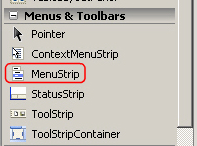 Menus & Toolbars
Pointer
ContextMenuStrip
MenuStrip
StatusStrip
ToolStrip
ToolStripContainer